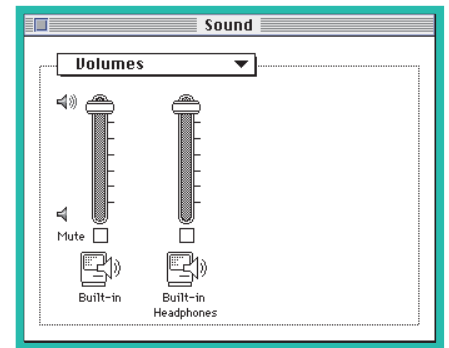 Sound
Volumes
Mute
Built-in
Built-in
Headphones